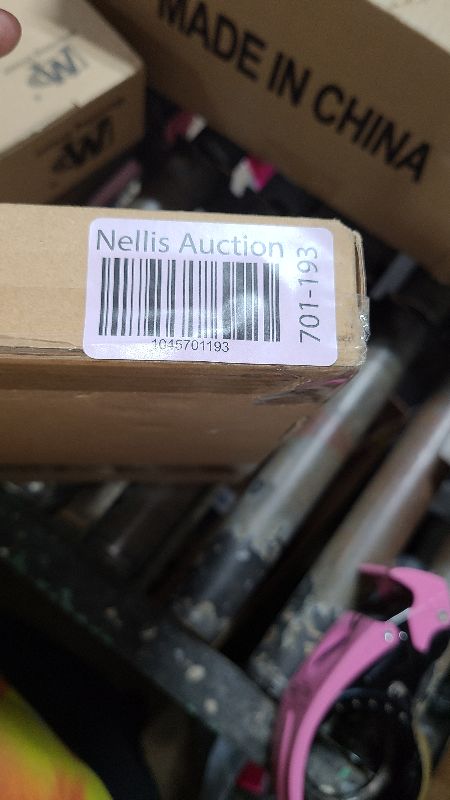 MADE IN CHINA
Nellis Auction
1045701193
701-193